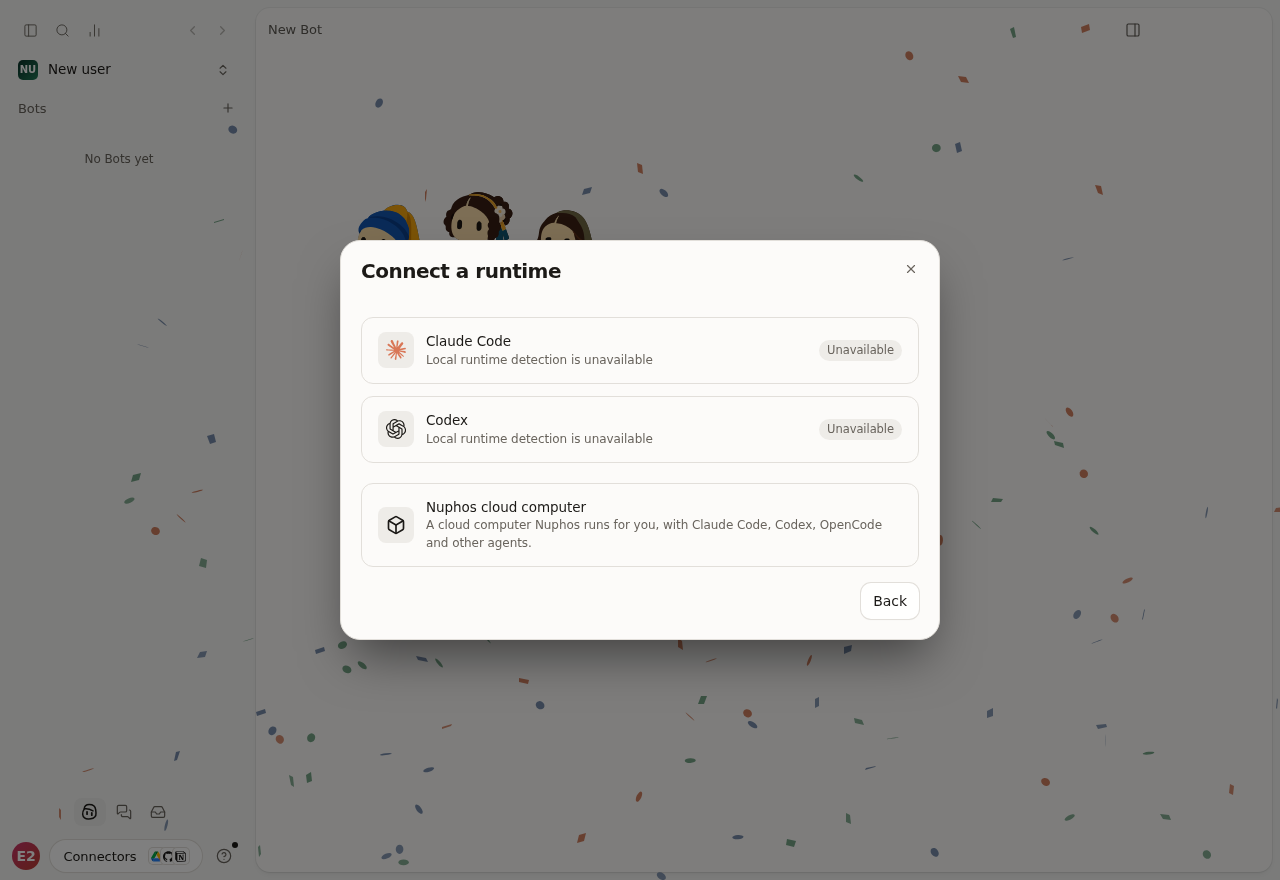 New Bot
NU New user
Bots
No Bots yet
Connect a runtime
Claude Code
Local runtime detection is unavailable
Unavailable
Codex
Local runtime detection is unavailable
Unavailable
Nuphos cloud computer
A cloud computer Nuphos runs for you, with Claude Code, Codex, OpenCode
and other agents.
Back
E2 Connectors